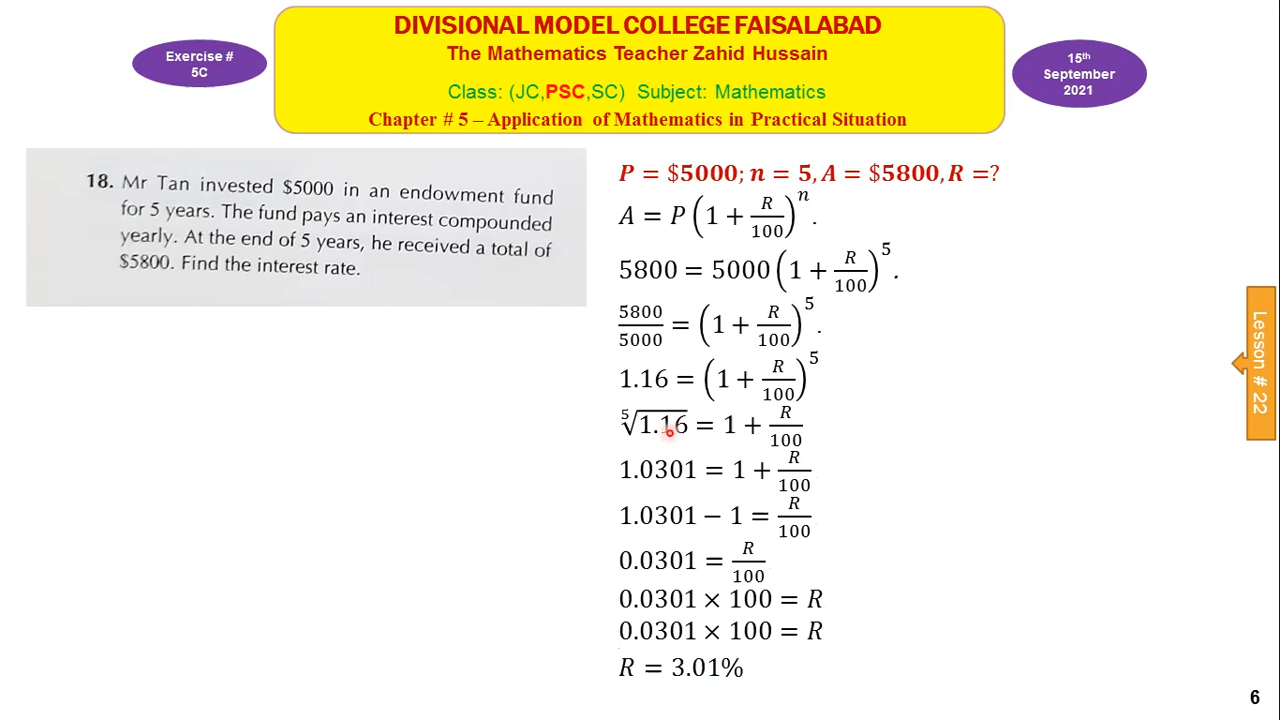 DIVISIONAL MODEL COLLEGE FAISALABAD
The Mathematics Teacher Zahid Hussain
Class: (JC,PSC,SC) Subject: Mathematics
Chapter # 5 – Application of Mathematics in Practical Situation
Exercise #
5C
15th
September
2021
18. Mr Tan invested $5000 in an endowment fund
for 5 years. The fund pays an interest compounded
yearly. At the end of 5 years, he received a total of
$5800. Find the interest rate.
P = $5000; n = 5, A = $5800, R =?
A = P(1 + R/100)^n.
5800 = 5000(1 + R/100)^5.
5800/5000 = (1 + R/100)^5.
1.16 = (1 + R/100)^5
⁵√1.16 = 1 + R/100
1.0301 = 1 + R/100
1.0301 − 1 = R/100
0.0301 = R/100
0.0301 × 100 = R
0.0301 × 100 = R
R = 3.01%
Lesson # 22
6